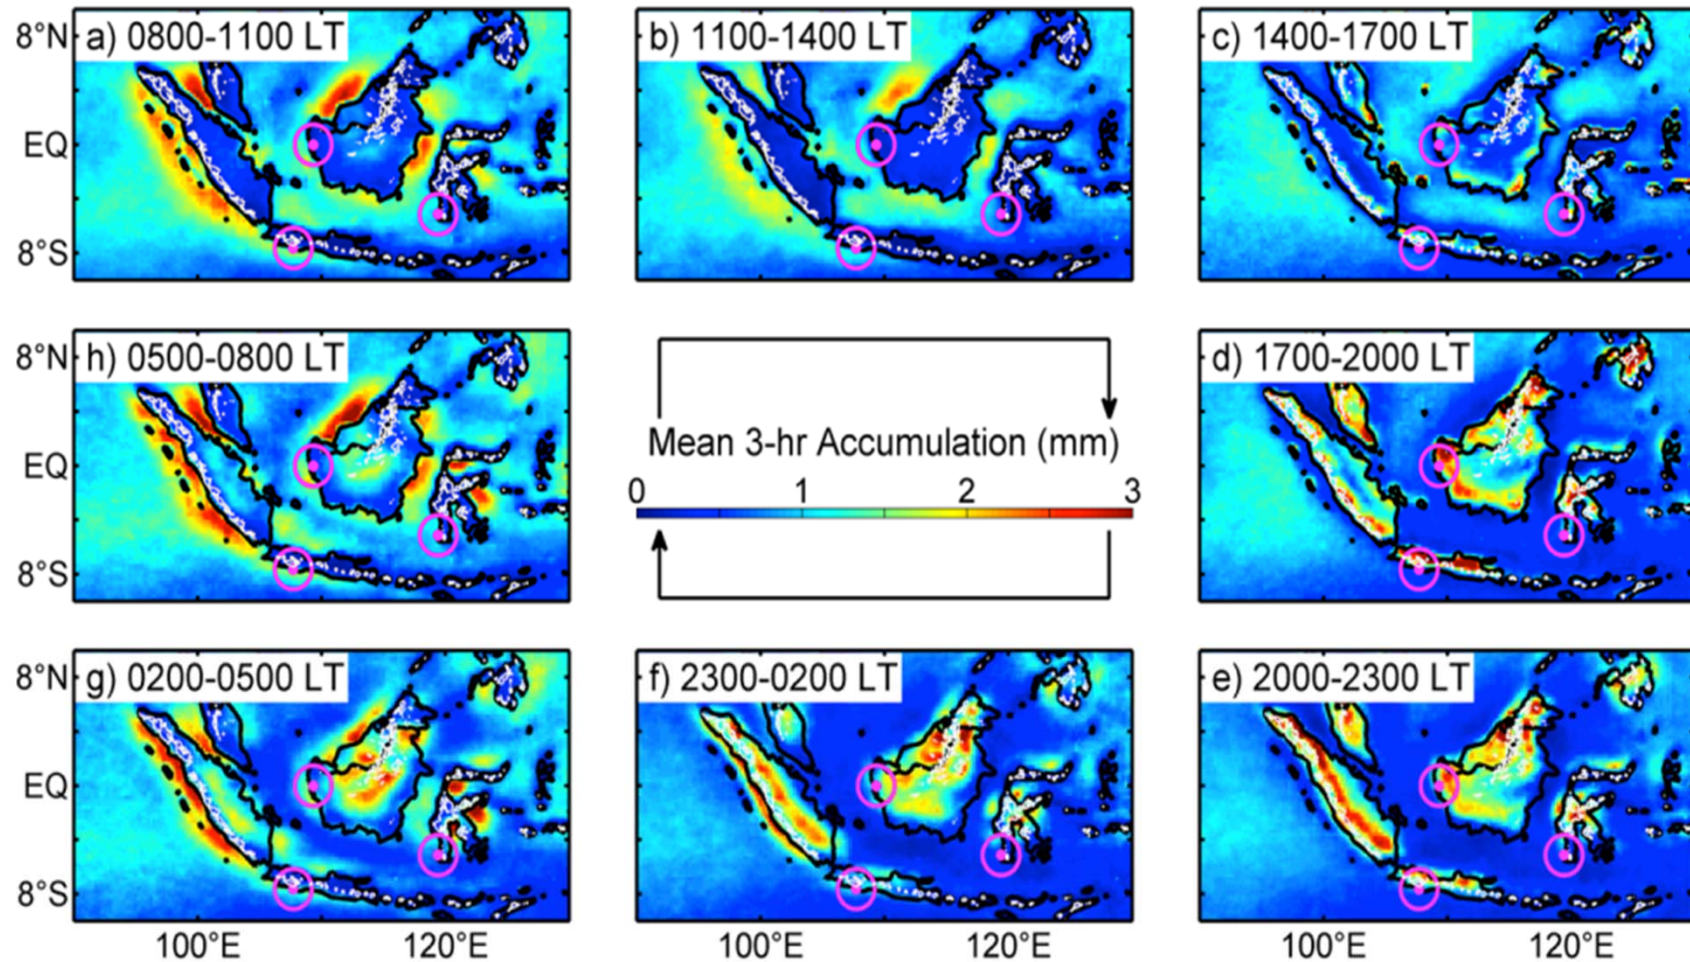 a) 0800-1100 LT
b) 1100-1400 LT
c) 1400-1700 LT
8°N
EQ
8°S
h) 0500-0800 LT
d) 1700-2000 LT
8°N
EQ
8°S
Mean 3-hr Accumulation (mm)
0 1 2 3
g) 0200-0500 LT
f) 2300-0200 LT
e) 2000-2300 LT
8°N
EQ
8°S
100°E 120°E 100°E 120°E 100°E 120°E